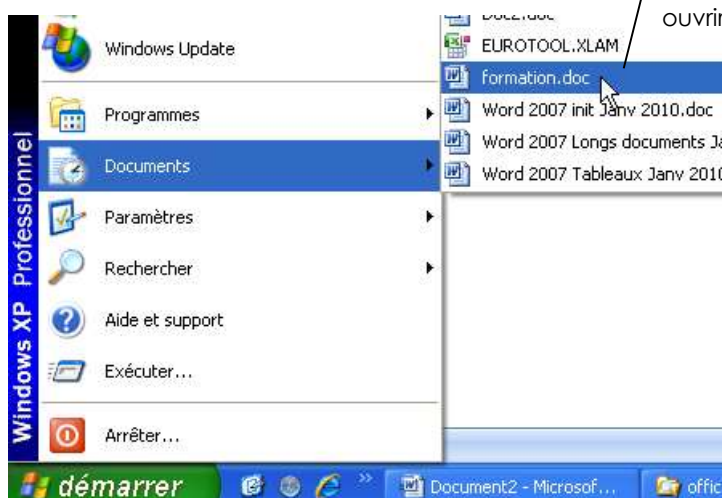 ouvrir
Doc2.doc
EUROTOOL.XLAM
formation.doc
Word 2007 init Janv 2010.doc
Word 2007 Longs documents Ja
Word 2007 Tableaux Janv 2010
Windows Update
Programmes
Documents
Paramètres
Rechercher
Aide et support
Exécuter...
Arrêter...
Windows XP Professionnel
démarrer
»
Document2 - Microsof...
offic